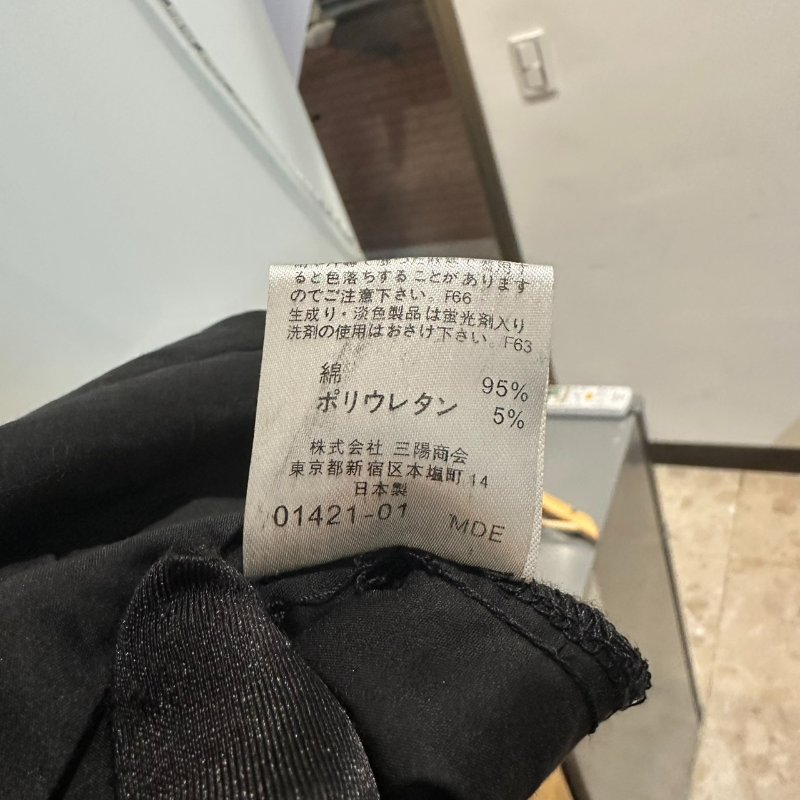 ると色落ちすることがあります
のでご注意下さい。F66
生成り・淡色製品は蛍光剤入り
洗剤の使用はおさけ下さい。F63
綿 95%
ポリウレタン 5%
株式会社 三陽商会
東京都新宿区本塩町14
日本製
01421-01 MDE